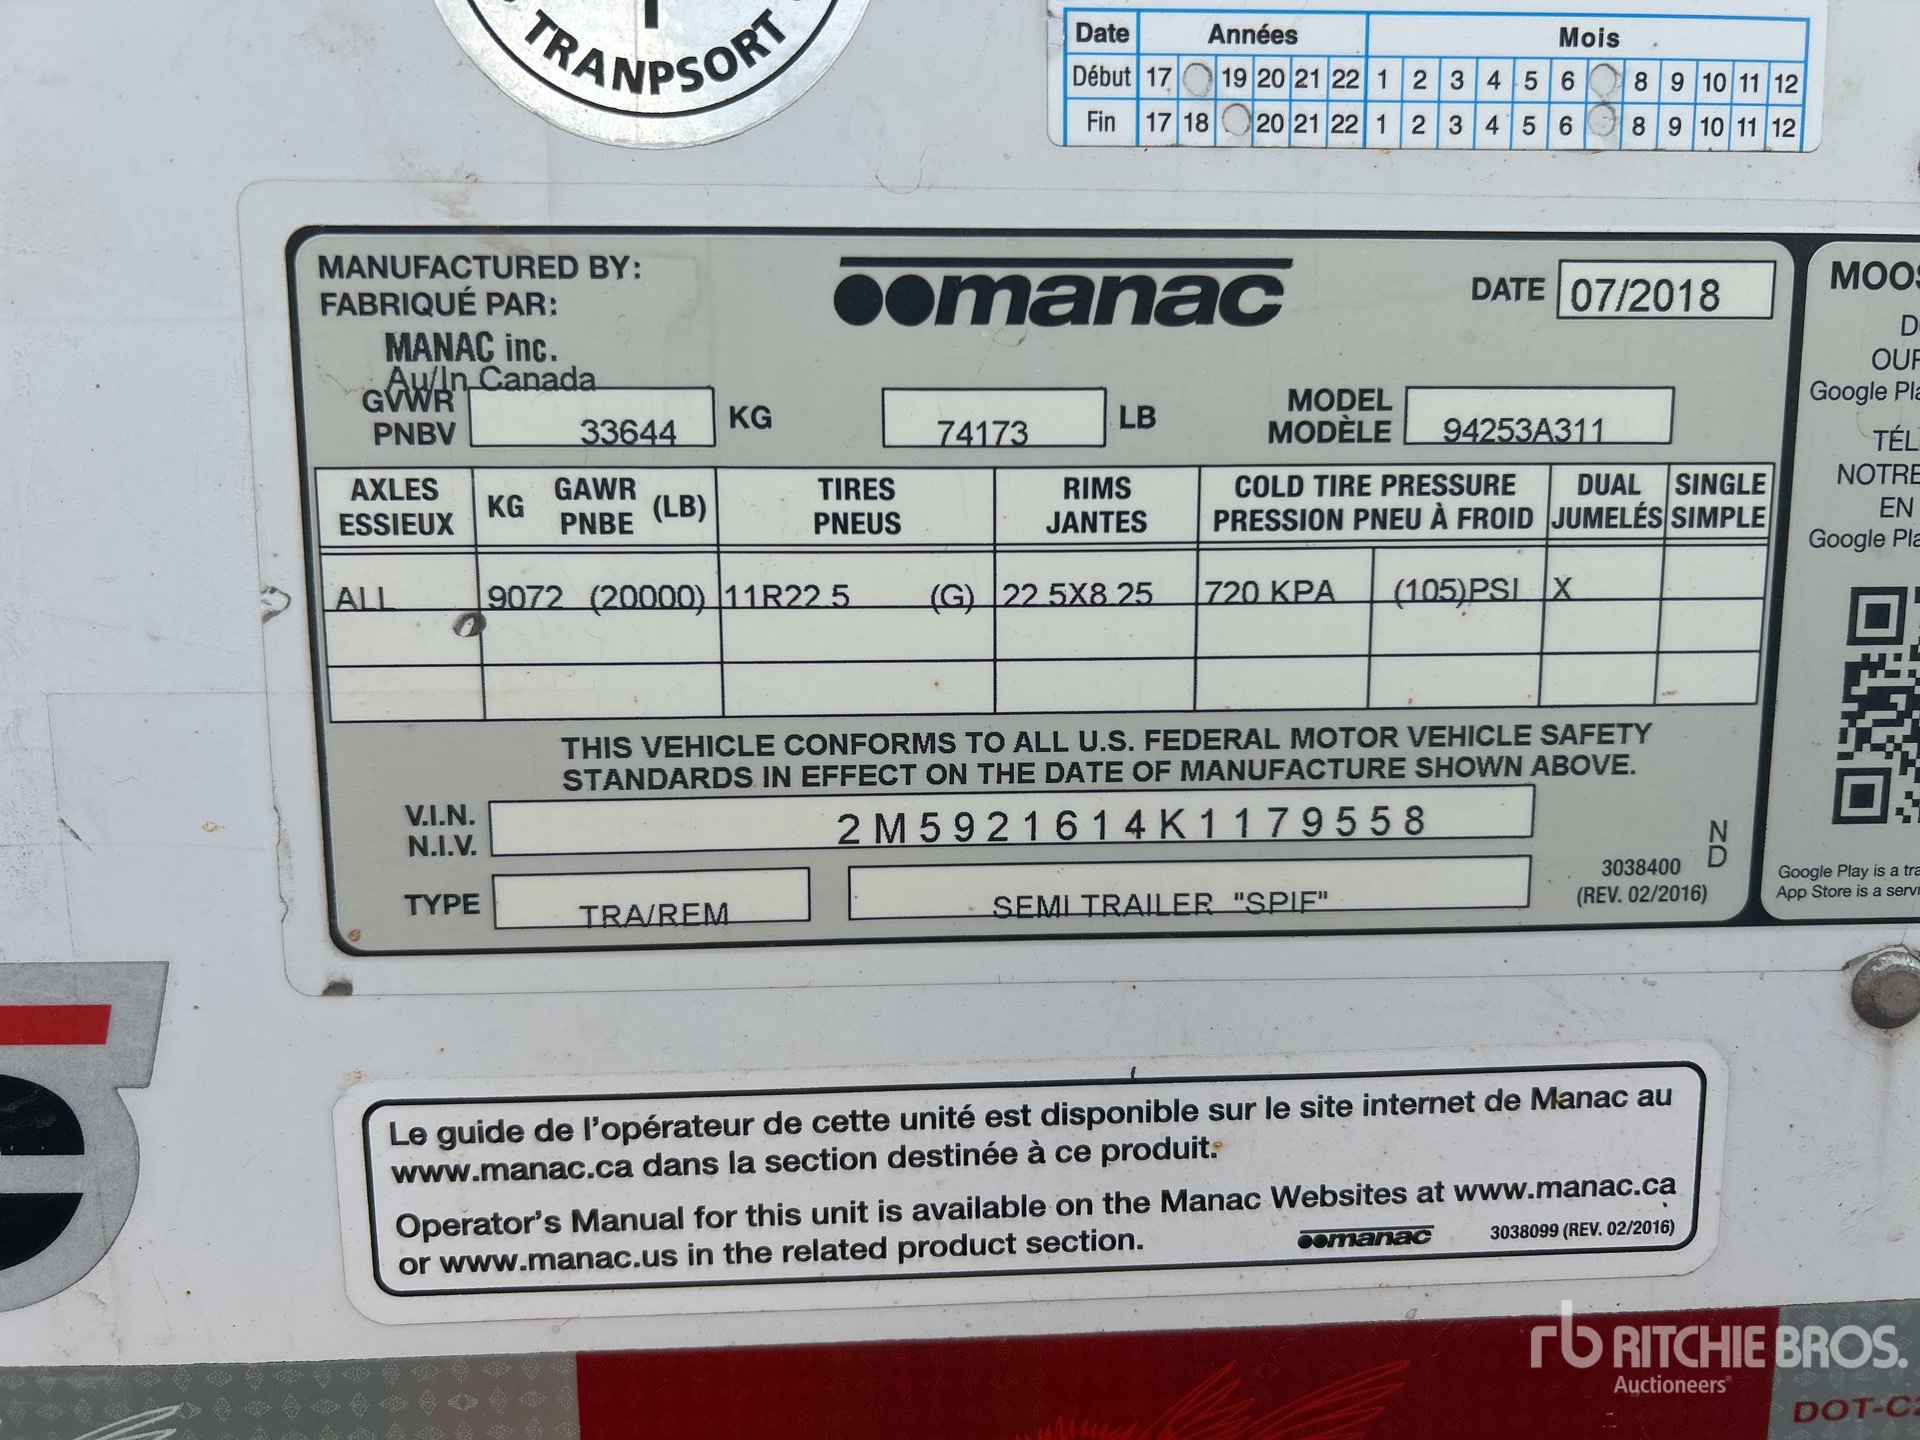 TRANPSORT
Date Années Mois
Début 17 19 20 21 22 1 2 3 4 5 6 8 9 10 11 12
Fin 17 18 20 21 22 1 2 3 4 5 6 8 9 10 11 12
MANUFACTURED BY:
FABRIQUÉ PAR:
MANAC inc.
Au/In Canada
manac
DATE 07/2018
GVWR
PNBV 33644 KG 74173 LB
MODEL
MODÈLE 94253A311
AXLES
ESSIEUX
KG GAWR (LB)
PNBE
TIRES
PNEUS
RIMS
JANTES
COLD TIRE PRESSURE
PRESSION PNEU À FROID
DUAL
JUMELÉS
SINGLE
SIMPLE
ALL 9072 (20000) 11R22.5 (G) 22.5X8.25 720 KPA (105)PSI X
THIS VEHICLE CONFORMS TO ALL U.S. FEDERAL MOTOR VEHICLE SAFETY
STANDARDS IN EFFECT ON THE DATE OF MANUFACTURE SHOWN ABOVE.
V.I.N.
N.I.V. 2M5921614K1179558
TYPE TRA/REM SEMI TRAILER "SPIF"
3038400
(REV. 02/2016)
N
D
MOOS
D
OUR
Google Pla
TÉL
NOTRE
EN
Google Pla
Google Play is a tra
App Store is a servi
Le guide de l'opérateur de cette unité est disponible sur le site internet de Manac au
www.manac.ca dans la section destinée à ce produit.
Operator's Manual for this unit is available on the Manac Websites at www.manac.ca
or www.manac.us in the related product section.
manac 3038099 (REV. 02/2016)
rb RITCHIE BROS.
Auctioneers
DOT-C2